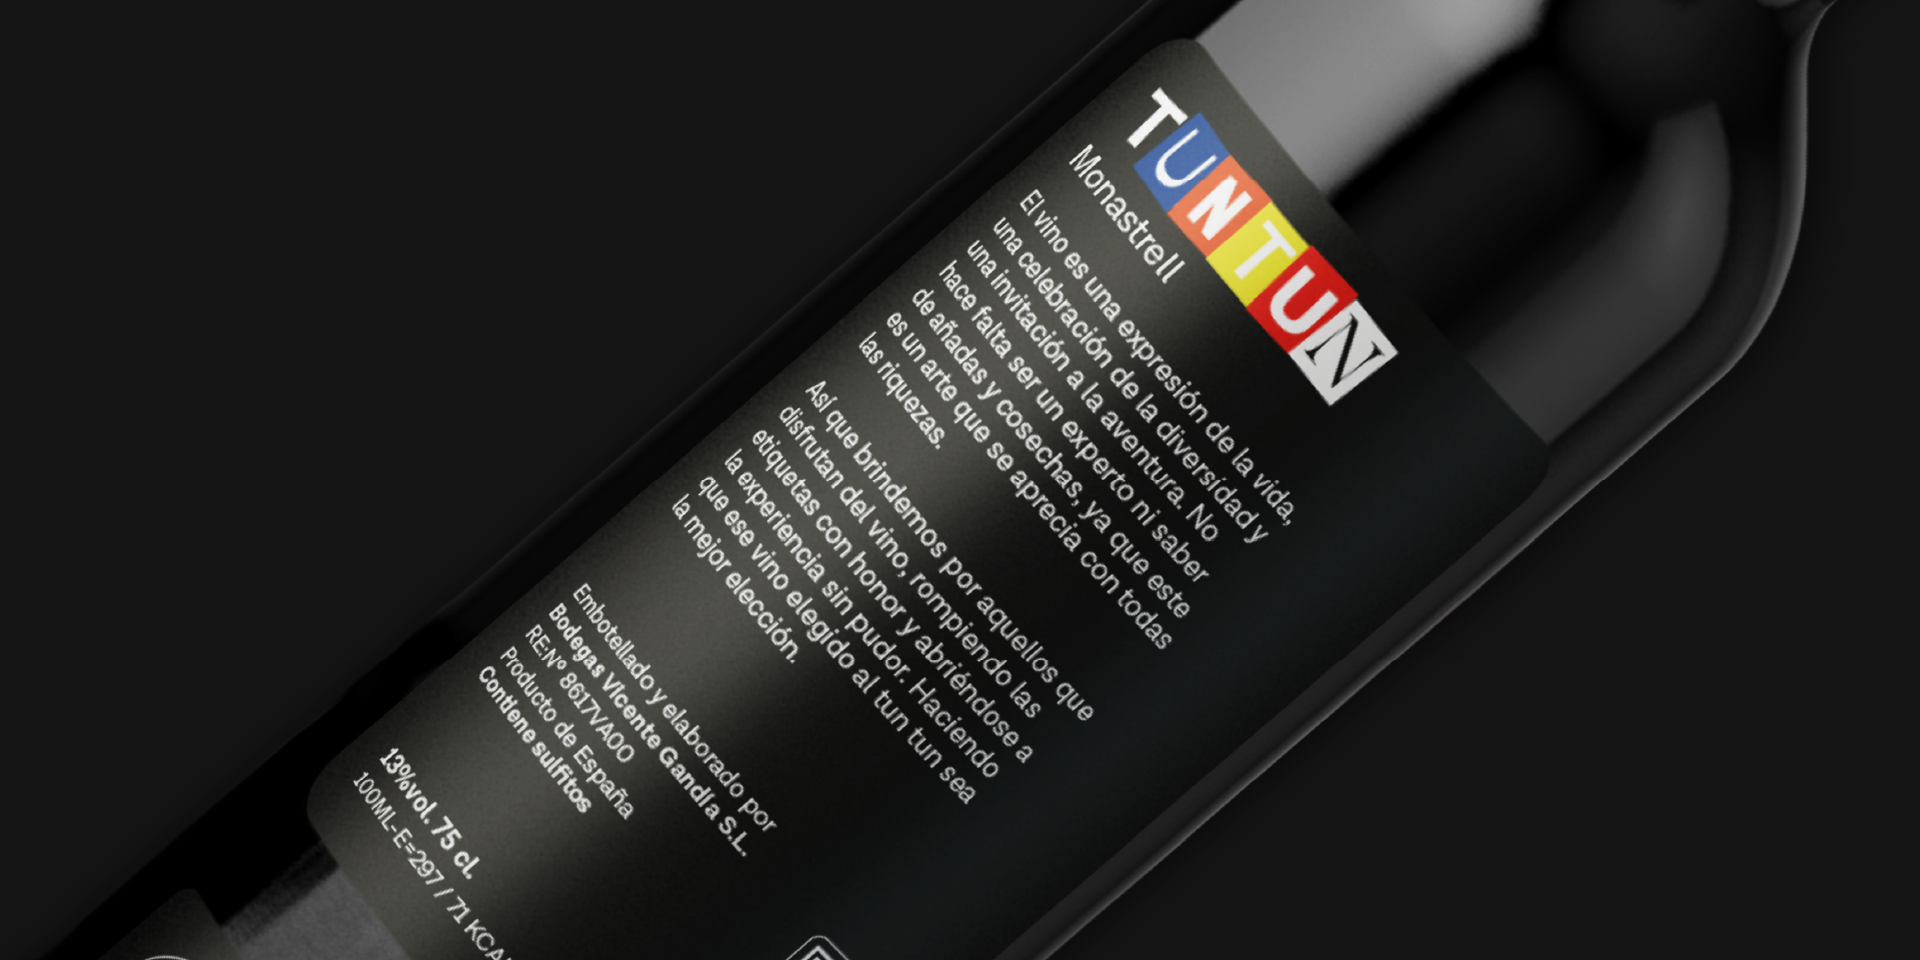 TUNTUN
Monastrell
El vino es una expresión de la vida,
una celebración de la diversidad y
una invitación a la aventura. No
hace falta ser un experto ni saber
de añadas y cosechas, ya que este
es un arte que se aprecia con todas
las riquezas.
Así que brindemos por aquellos que
disfrutan del vino, rompiendo las
etiquetas con honor y abriéndose a
la experiencia sin pudor. Haciendo
que ese vino elegido al tun tun sea
la mejor elección.
Embotellado y elaborado por
Bodegas Vicente Gandía S.L.
RE:Nº 8617VA00
Producto de España
Contiene sulfitos
13%vol. 75 cl.
100ML-E=297 / 71 KCA